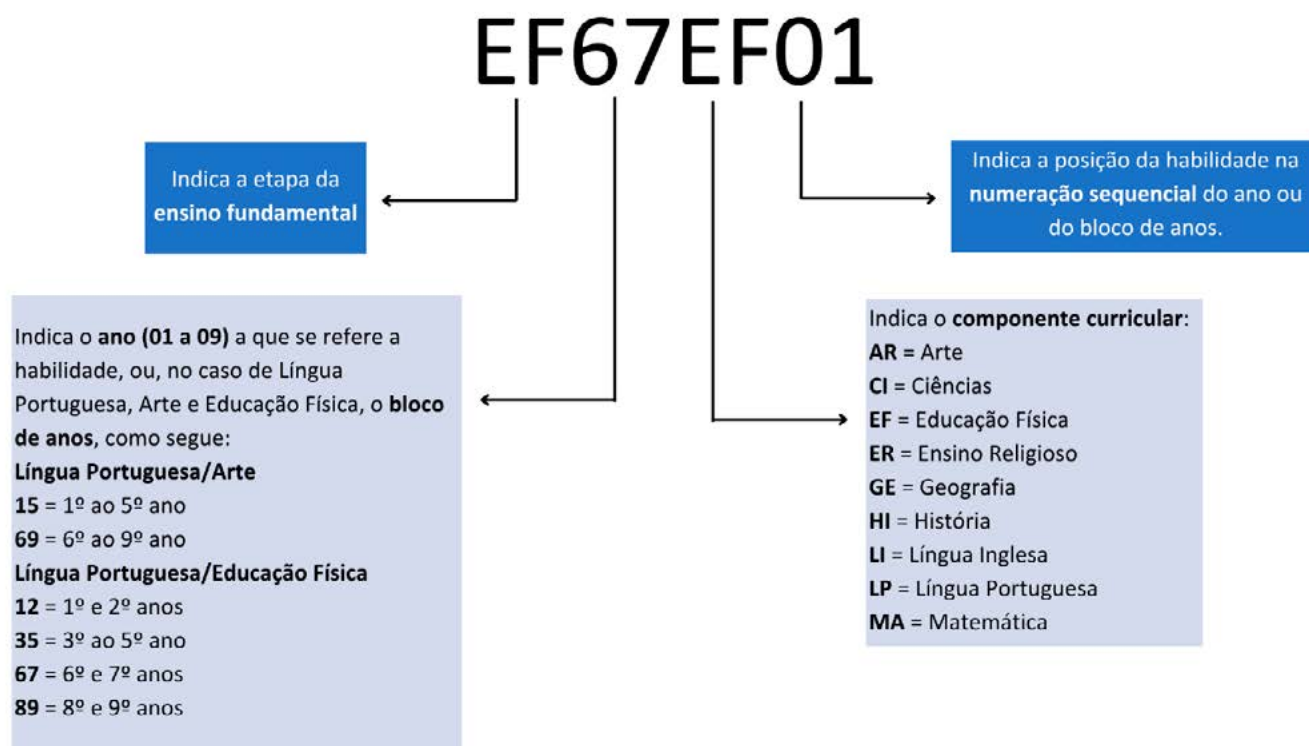 EF67EF01
Indica a etapa da
ensino fundamental
Indica a posição da habilidade na
numeração sequencial do ano ou
do bloco de anos.
Indica o ano (01 a 09) a que se refere a
habilidade, ou, no caso de Língua
Portuguesa, Arte e Educação Física, o bloco
de anos, como segue:
Língua Portuguesa/Arte
15 = 1º ao 5º ano
69 = 6º ao 9º ano
Língua Portuguesa/Educação Física
12 = 1º e 2º anos
35 = 3º ao 5º ano
67 = 6º e 7º anos
89 = 8º e 9º anos
Indica o componente curricular:
AR = Arte
CI = Ciências
EF = Educação Física
ER = Ensino Religioso
GE = Geografia
HI = História
LI = Língua Inglesa
LP = Língua Portuguesa
MA = Matemática